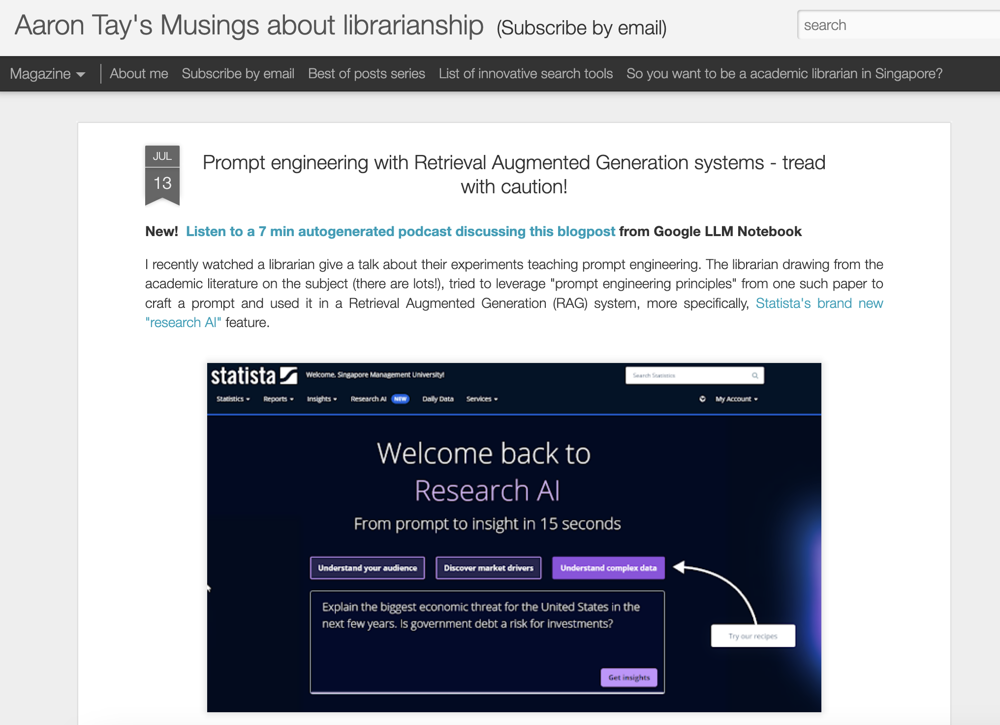 Aaron Tay's Musings about librarianship (Subscribe by email)
search
Magazine About me Subscribe by email Best of posts series List of innovative search tools So you want to be a academic librarian in Singapore?
JUL
13
Prompt engineering with Retrieval Augmented Generation systems - tread
with caution!
New! Listen to a 7 min autogenerated podcast discussing this blogpost from Google LLM Notebook
I recently watched a librarian give a talk about their experiments teaching prompt engineering. The librarian drawing from the
academic literature on the subject (there are lots!), tried to leverage "prompt engineering principles" from one such paper to
craft a prompt and used it in a Retrieval Augmented Generation (RAG) system, more specifically, Statista's brand new
"research AI" feature.
statista Welcome, Singapore Management University!
Search Statistics
Statistics Reports Insights Research AI NEW Daily Data Services My Account
Welcome back to
Research AI
From prompt to insight in 15 seconds
Understand your audience Discover market drivers Understand complex data
Explain the biggest economic threat for the United States in the
next few years. Is government debt a risk for investments?
Try our recipes
Get insights